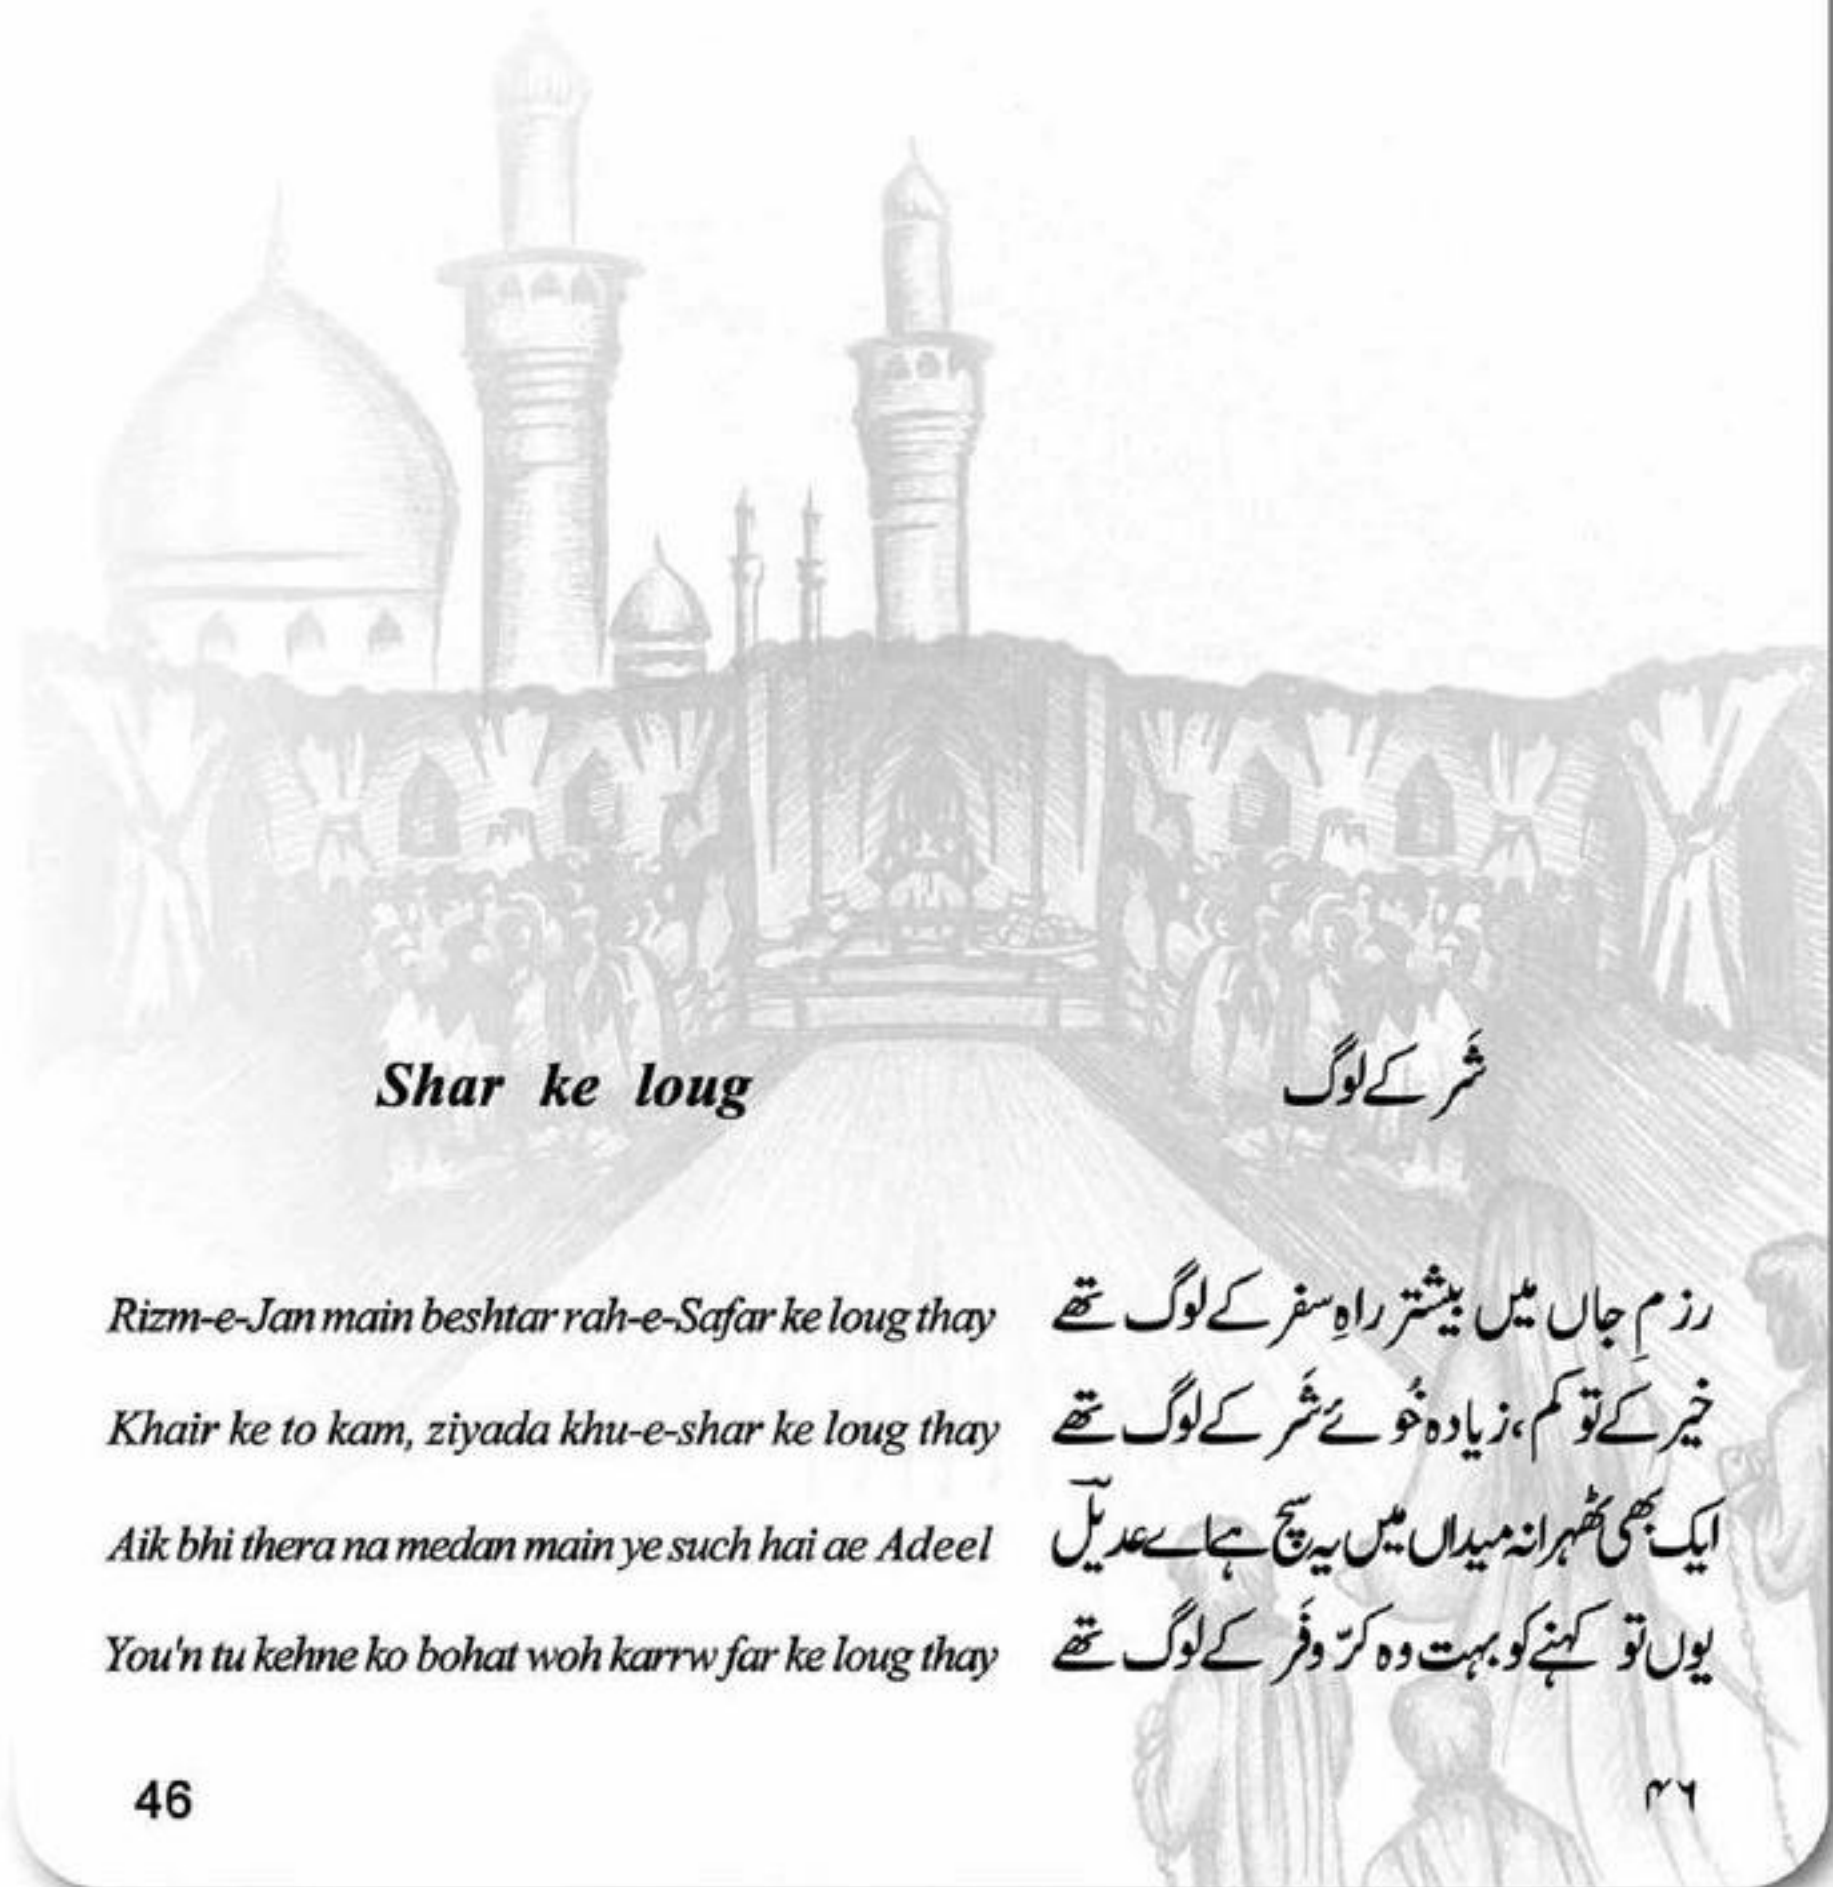 Shar ke loug
شَر کے لوگ
Rizm-e-Jan main beshtar rah-e-Safar ke loug thay
رزمِ جاں میں بیشتر راہِ سفر کے لوگ تھے
Khair ke to kam, ziyada khu-e-shar ke loug thay
خیر کے تو کم، زیادہ خُوئے شَر کے لوگ تھے
Aik bhi thera na medan main ye such hai ae Adeel
ایک بھی ٹھہرا نہ میداں میں یہ سچ ہے اے عدیلؔ
You'n tu kehne ko bohat woh karrw far ke loug thay
یوں تو کہنے کو بہت وہ کرّ وفَر کے لوگ تھے
46
۴۶